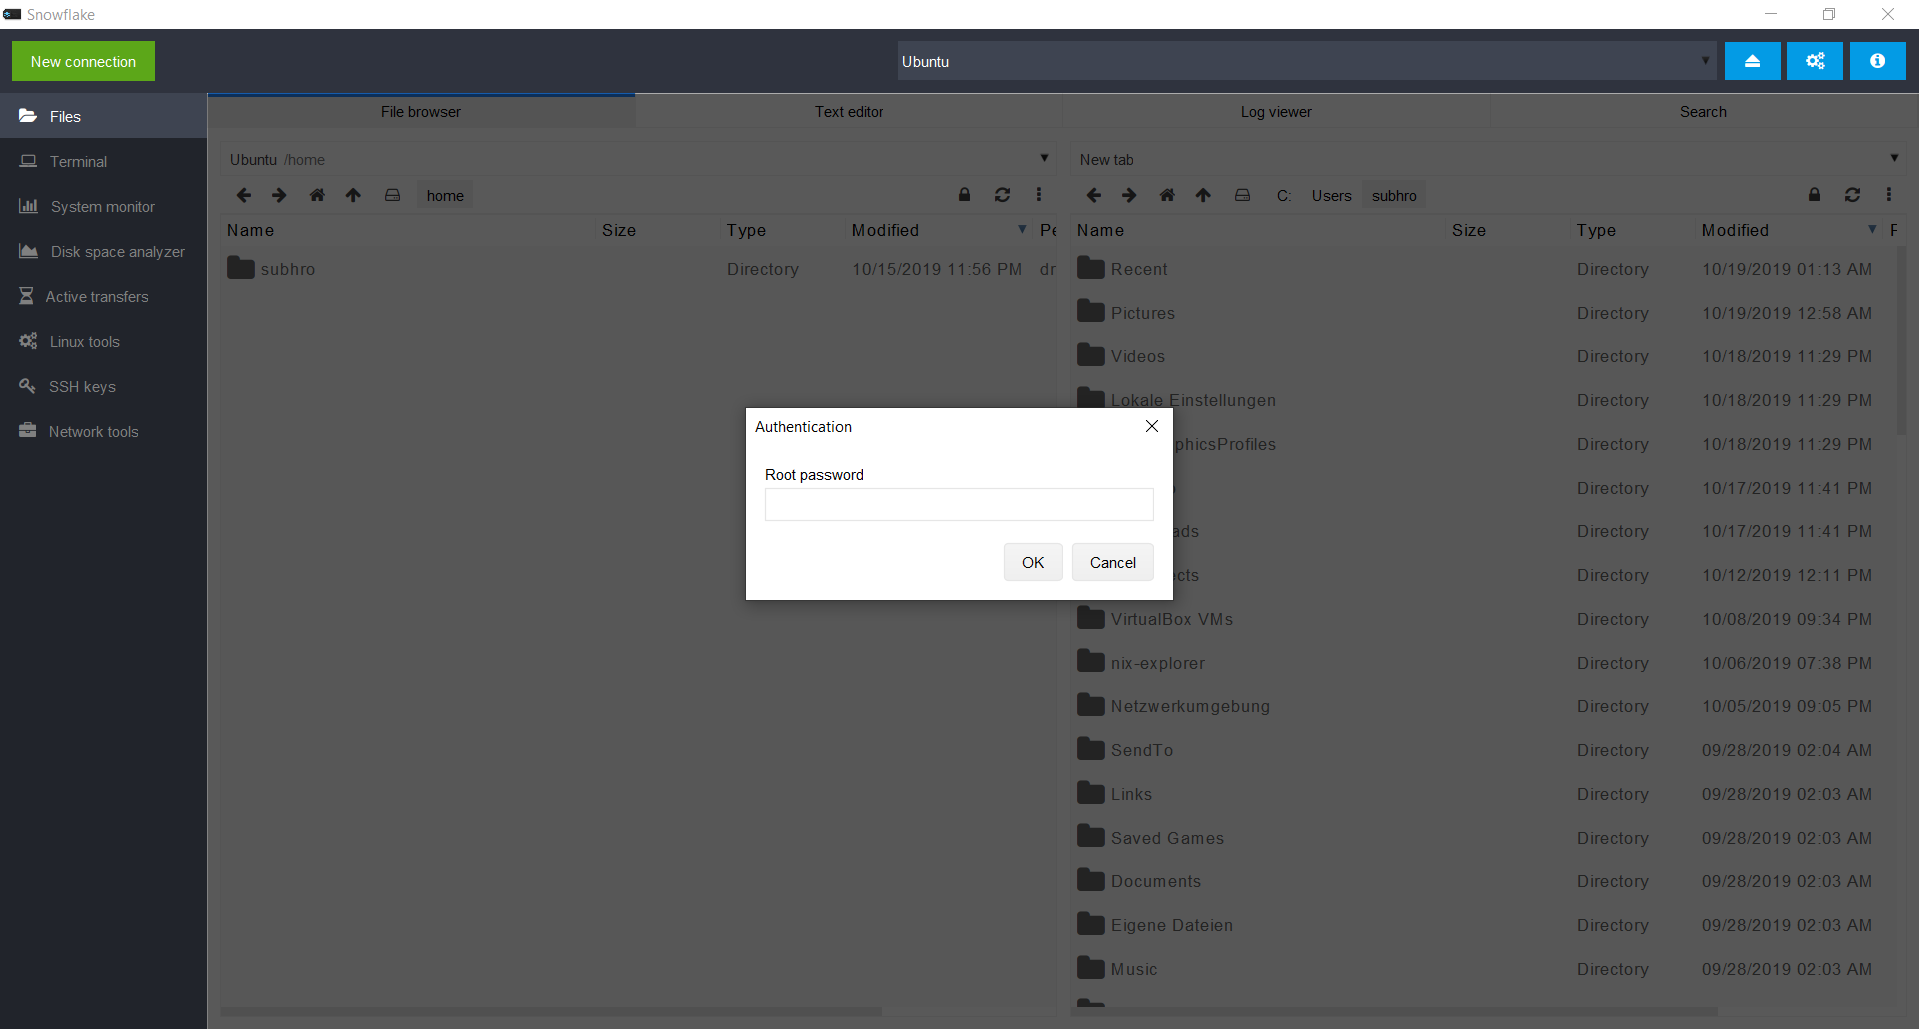 Snowflake
New connection
Ubuntu
Files
Terminal
System monitor
Disk space analyzer
Active transfers
Linux tools
SSH keys
Network tools
File browser Text editor Log viewer Search
Ubuntu /home
home
Name Size Type Modified Pe
subhro Directory 10/15/2019 11:56 PM dr
New tab
C: Users subhro
Name Size Type Modified
Recent Directory 10/19/2019 01:13 AM
Pictures Directory 10/19/2019 12:58 AM
Videos Directory 10/18/2019 11:29 PM
Lokale Einstellungen Directory 10/18/2019 11:29 PM
phicsProfiles Directory 10/18/2019 11:29 PM
Directory 10/17/2019 11:41 PM
ads Directory 10/17/2019 11:41 PM
cts Directory 10/12/2019 12:11 PM
VirtualBox VMs Directory 10/08/2019 09:34 PM
nix-explorer Directory 10/06/2019 07:38 PM
Netzwerkumgebung Directory 10/05/2019 09:05 PM
SendTo Directory 09/28/2019 02:04 AM
Links Directory 09/28/2019 02:03 AM
Saved Games Directory 09/28/2019 02:03 AM
Documents Directory 09/28/2019 02:03 AM
Eigene Dateien Directory 09/28/2019 02:03 AM
Music Directory 09/28/2019 02:03 AM
Authentication
Root password
OK Cancel